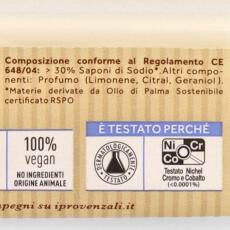 Composizione conforme al Regolamento CE
648/04: > 30% Saponi di Sodio*.Altri compo-
nenti: Profumo (Limonene, Citral, Geraniol).
*Materie derivate da Olio di Palma Sostenibile
certificato RSPO
100%
vegan
NO INGREDIENTI
ORIGINE ANIMALE
È TESTATO PERCHÉ
DERMATOLOGICAMENTE
TESTATO
Ni
Co Cr
Testato Nichel
Cromo e Cobalto
(<0.0001%)
mpegni su iprovenzali.it